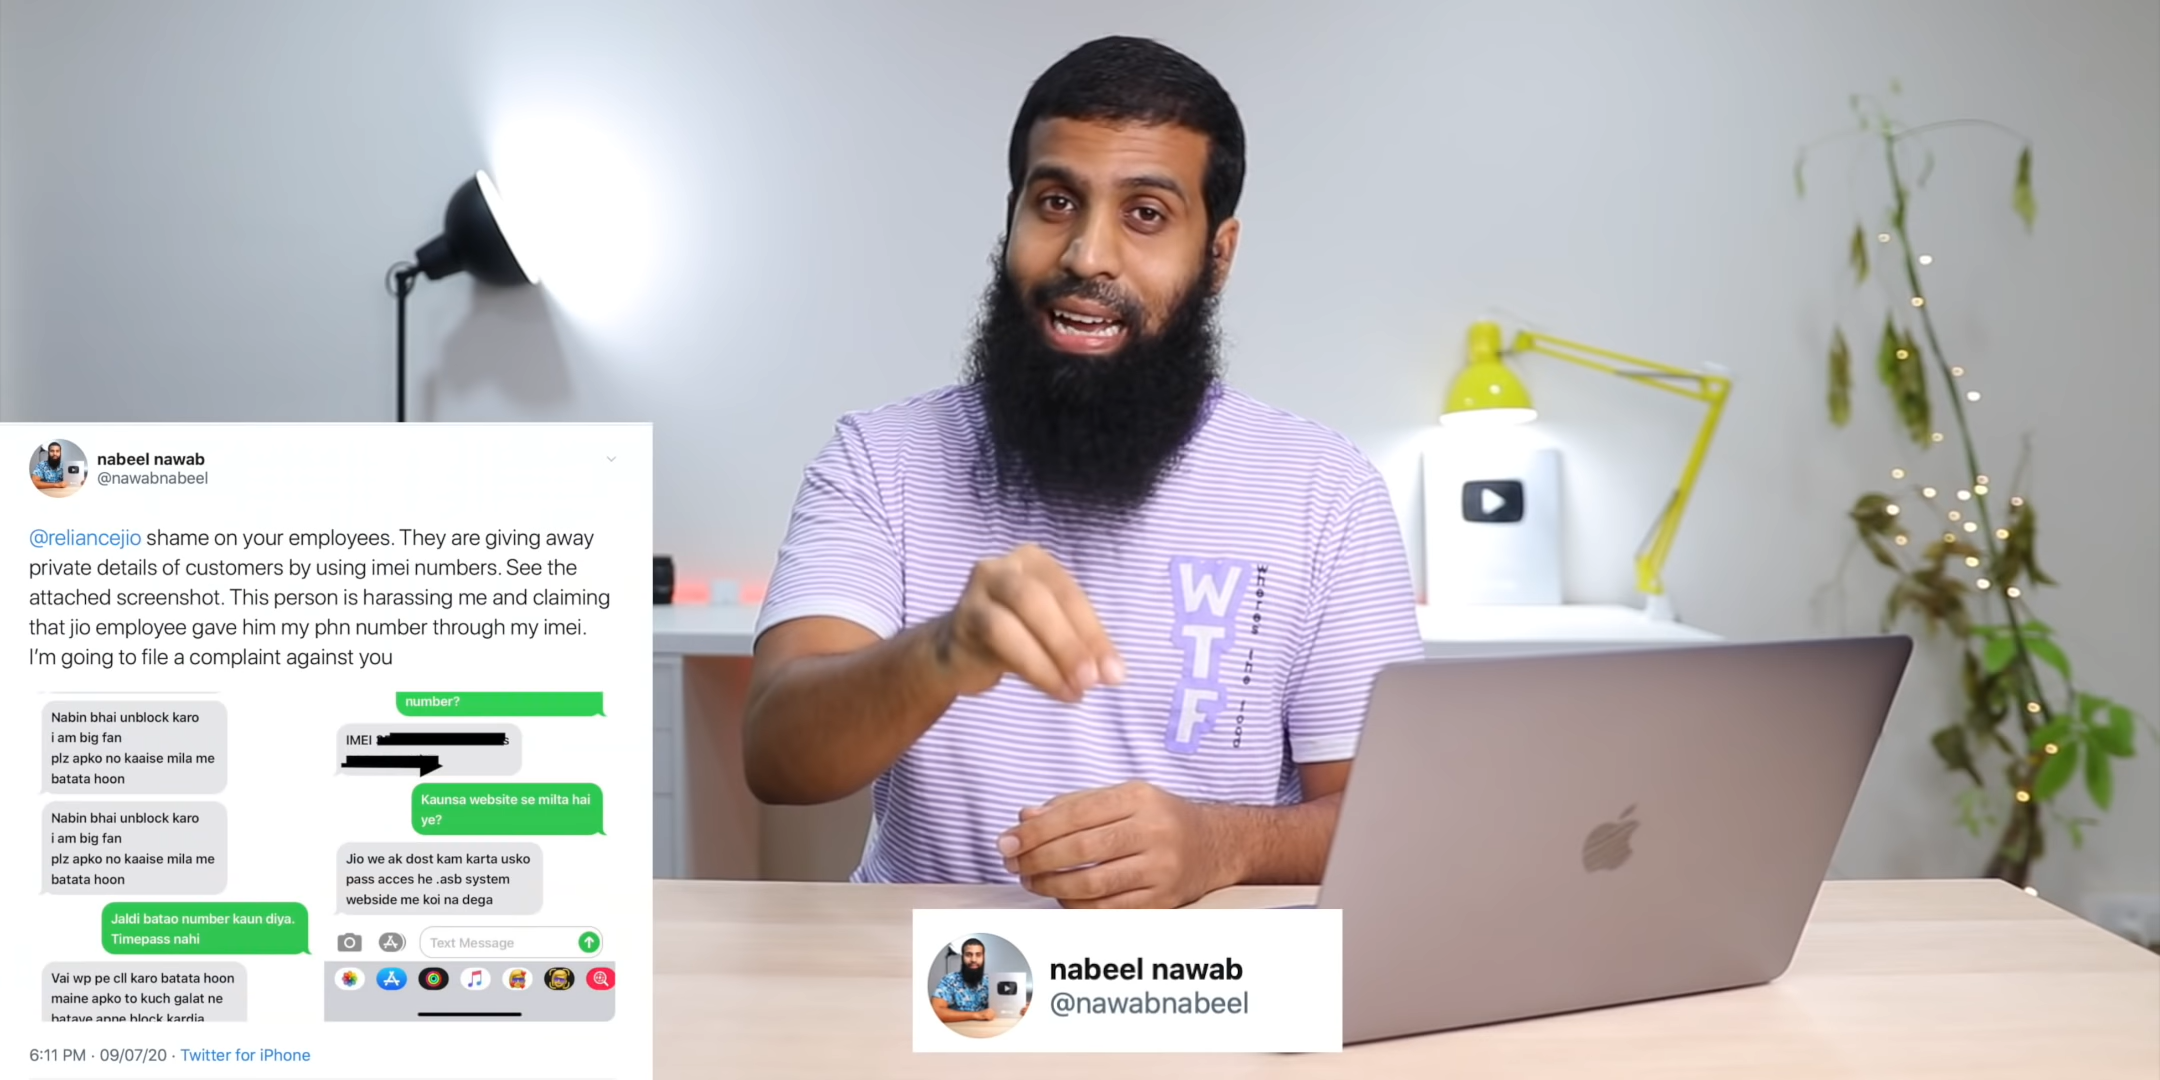 nabeel nawab
@nawabnabeel
@reliancejio shame on your employees. They are giving away
private details of customers by using imei numbers. See the
attached screenshot. This person is harassing me and claiming
that jio employee gave him my phn number through my imei.
I'm going to file a complaint against you
Nabin bhai unblock karo
i am big fan
plz apko no kaaise mila me
batata hoon
Nabin bhai unblock karo
i am big fan
plz apko no kaaise mila me
batata hoon
Jaldi batao number kaun diya.
Timepass nahi
Vai wp pe cll karo batata hoon
maine apko to kuch galat ne
bataye apne block kardia
number?
IMEI
Kaunsa website se milta hai
ye?
Jio we ak dost kam karta usko
pass acces he .asb system
webside me koi na dega
Text Message
6:11 PM · 09/07/20 · Twitter for iPhone
WTF
Wheres the food
nabeel nawab
@nawabnabeel